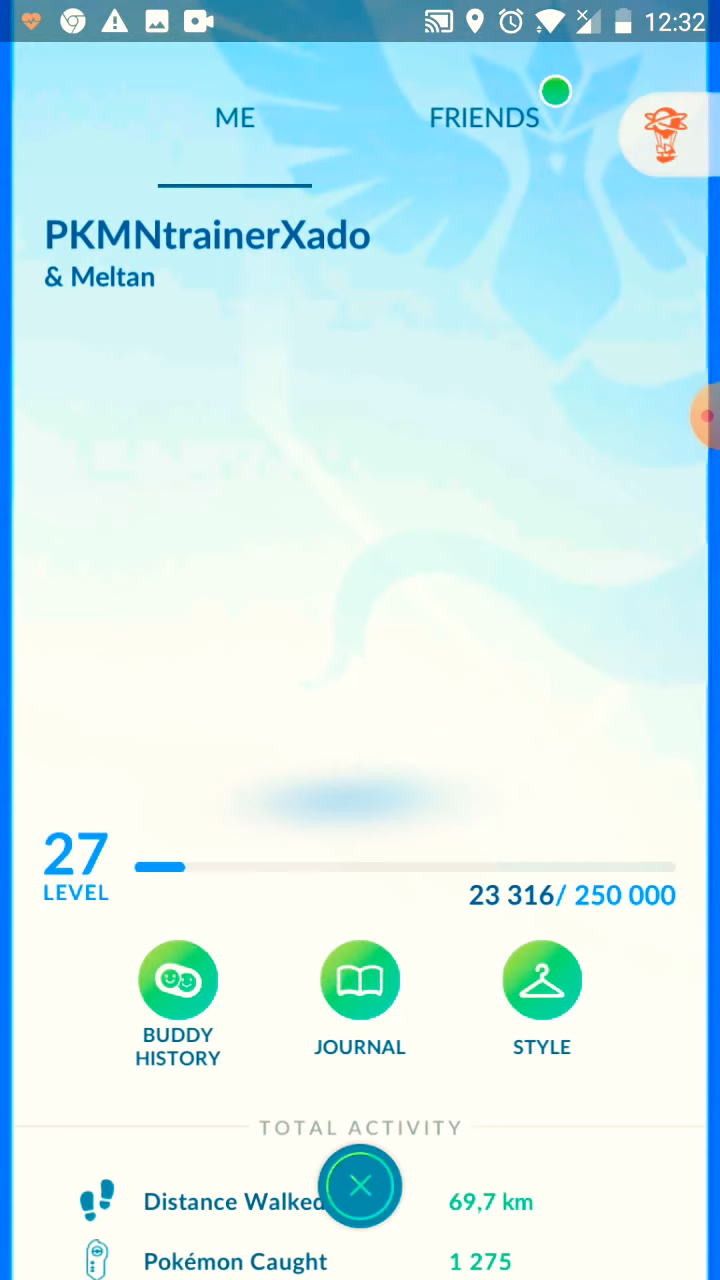 12:32
ME
FRIENDS
PKMNtrainerXado
& Meltan
27
LEVEL
23 316/ 250 000
BUDDY
HISTORY
JOURNAL
STYLE
TOTAL ACTIVITY
Distance Walked
69,7 km
Pokémon Caught
1 275